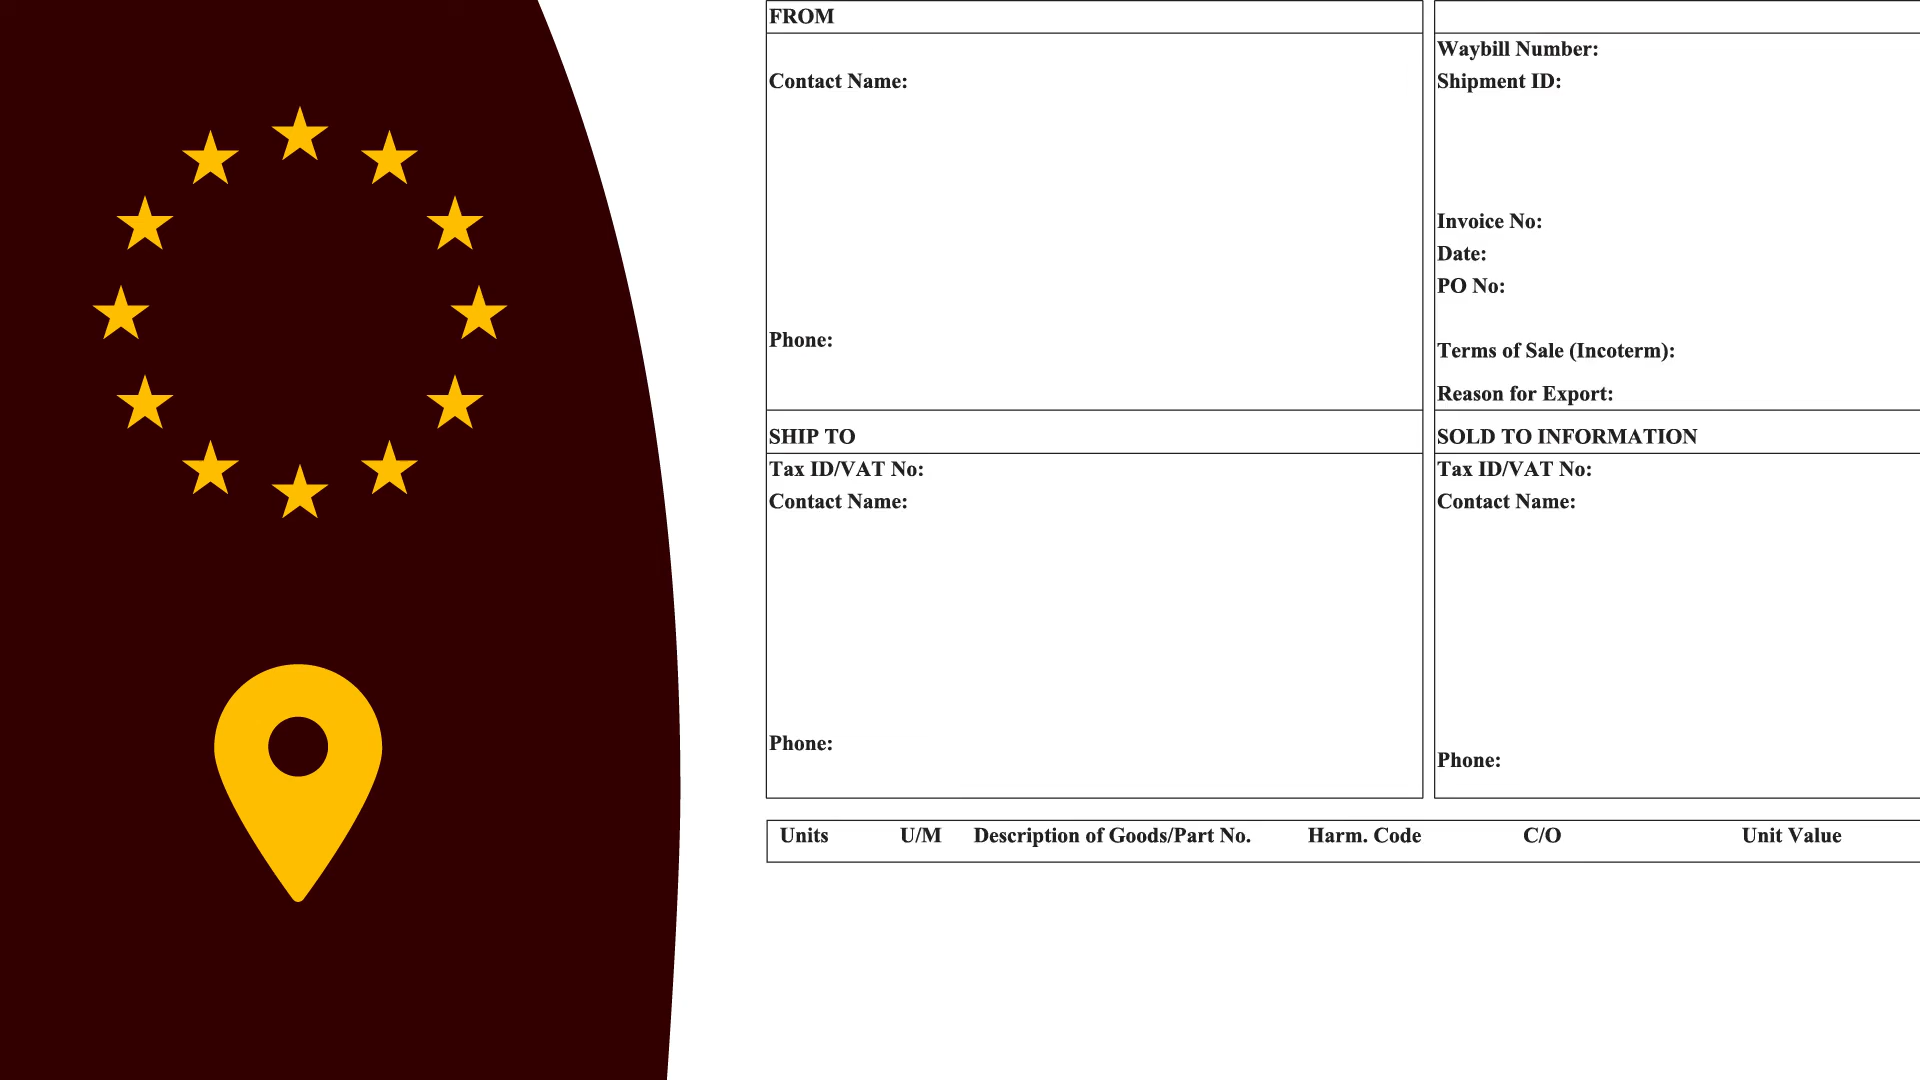 FROM
Contact Name:
Phone:
Waybill Number:
Shipment ID:
Invoice No:
Date:
PO No:
Terms of Sale (Incoterm):
Reason for Export:
SHIP TO
Tax ID/VAT No:
Contact Name:
Phone:
SOLD TO INFORMATION
Tax ID/VAT No:
Contact Name:
Phone:
Units U/M Description of Goods/Part No. Harm. Code C/O Unit Value